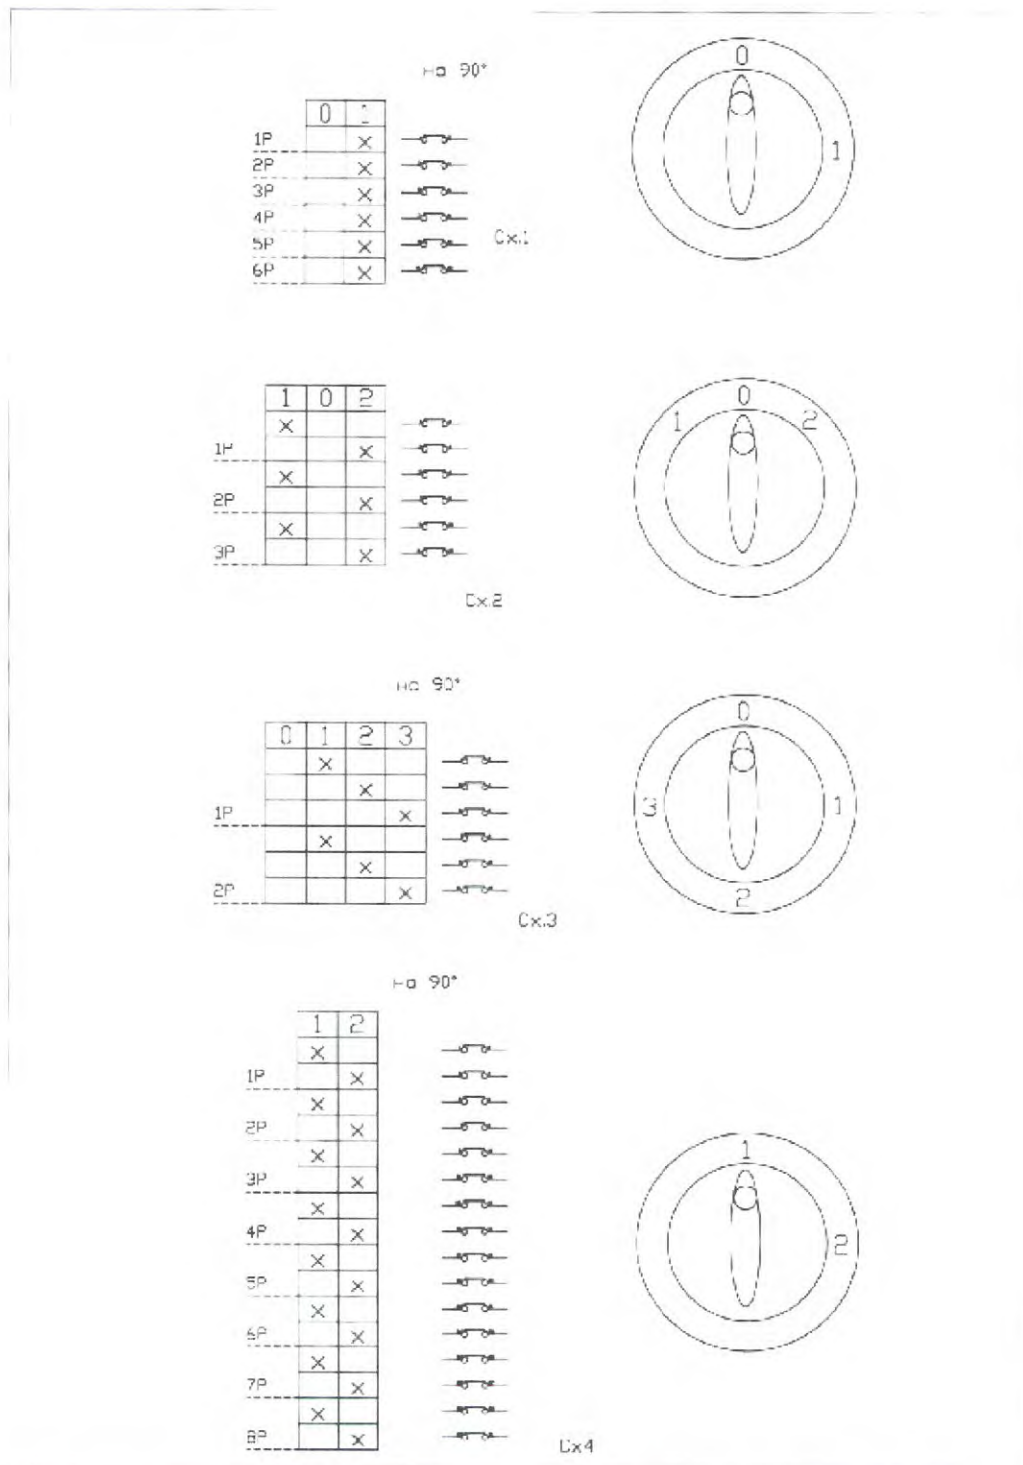 на 90°
0
0 1
1P ×
1
2P ×
3P ×
4P ×
5P ×
Сх.1
6P ×
1 0 2
0
1 2
×
1P ×
×
2P ×
×
3P ×
Сх.2
на 90°
0
0 1 2 3
×
×
1P ×
3 1
×
×
2P ×
2
Сх.3
на 90°
1 2
×
1P ×
×
2P ×
1
×
3P ×
×
4P ×
2
×
5P ×
×
6P ×
×
7P ×
×
8P ×
Сх4